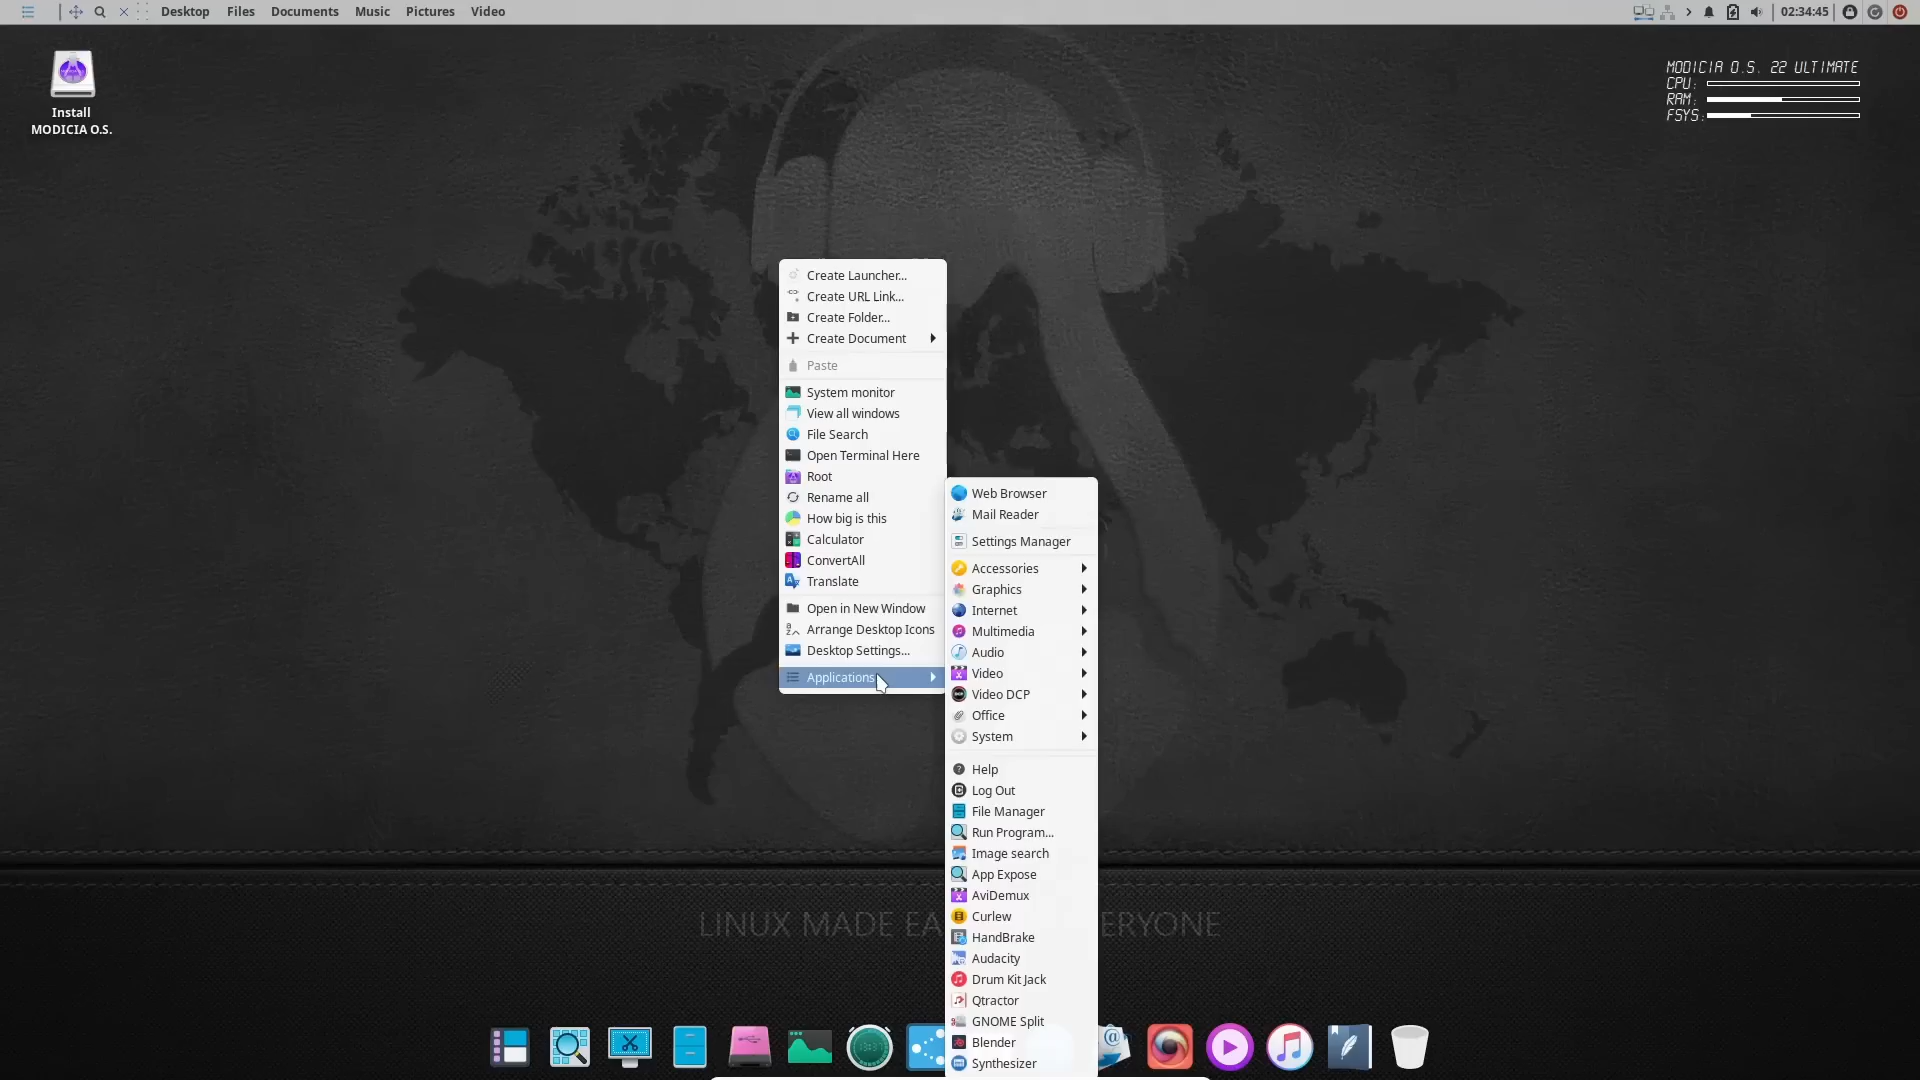 Desktop Files Documents Music Pictures Video
02:34:45
Install
MODICIA O.S.
MODICIA O.S. 22 ULTIMATE
CPU:
RAM:
FSYS:
Create Launcher...
Create URL Link...
Create Folder...
Create Document
Paste
System monitor
View all windows
File Search
Open Terminal Here
Root
Rename all
How big is this
Calculator
ConvertAll
Translate
Open in New Window
Arrange Desktop Icons
Desktop Settings...
Applications
Web Browser
Mail Reader
Settings Manager
Accessories
Graphics
Internet
Multimedia
Audio
Video
Video DCP
Office
System
Help
Log Out
File Manager
Run Program...
Image search
App Expose
AviDemux
Curlew
HandBrake
Audacity
Drum Kit Jack
Qtractor
GNOME Split
Blender
Synthesizer
LINUX MADE EA ERYONE